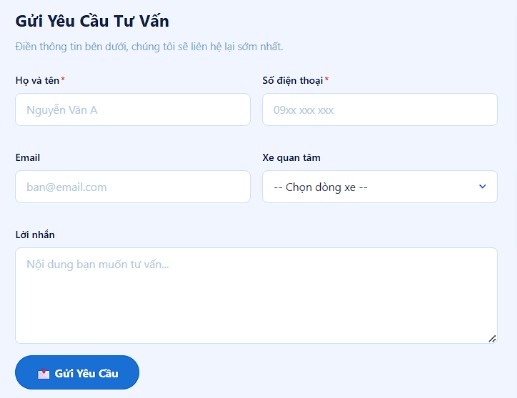 Gửi Yêu Cầu Tư Vấn
Điền thông tin bên dưới, chúng tôi sẽ liên hệ lại sớm nhất.
Họ và tên* Số điện thoại*
Nguyễn Văn A 09xx xxx xxx
Email Xe quan tâm
ban@email.com -- Chọn dòng xe --
Lời nhắn
Nội dung bạn muốn tư vấn...
Gửi Yêu Cầu